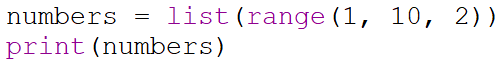 numbers = list(range(1, 10, 2))
print(numbers)